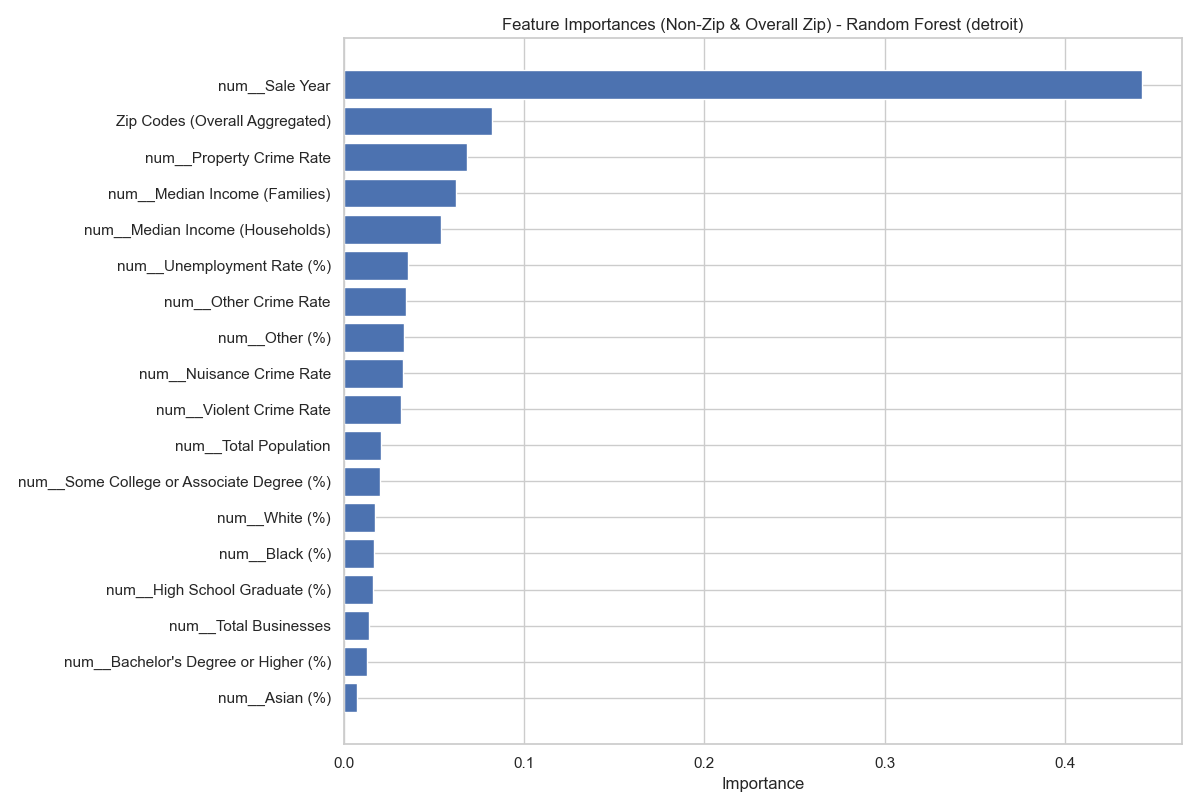 Feature Importances (Non-Zip & Overall Zip) - Random Forest (detroit)
num__Sale Year
Zip Codes (Overall Aggregated)
num__Property Crime Rate
num__Median Income (Families)
num__Median Income (Households)
num__Unemployment Rate (%)
num__Other Crime Rate
num__Other (%)
num__Nuisance Crime Rate
num__Violent Crime Rate
num__Total Population
num__Some College or Associate Degree (%)
num__White (%)
num__Black (%)
num__High School Graduate (%)
num__Total Businesses
num__Bachelor's Degree or Higher (%)
num__Asian (%)
0.0 0.1 0.2 0.3 0.4
Importance